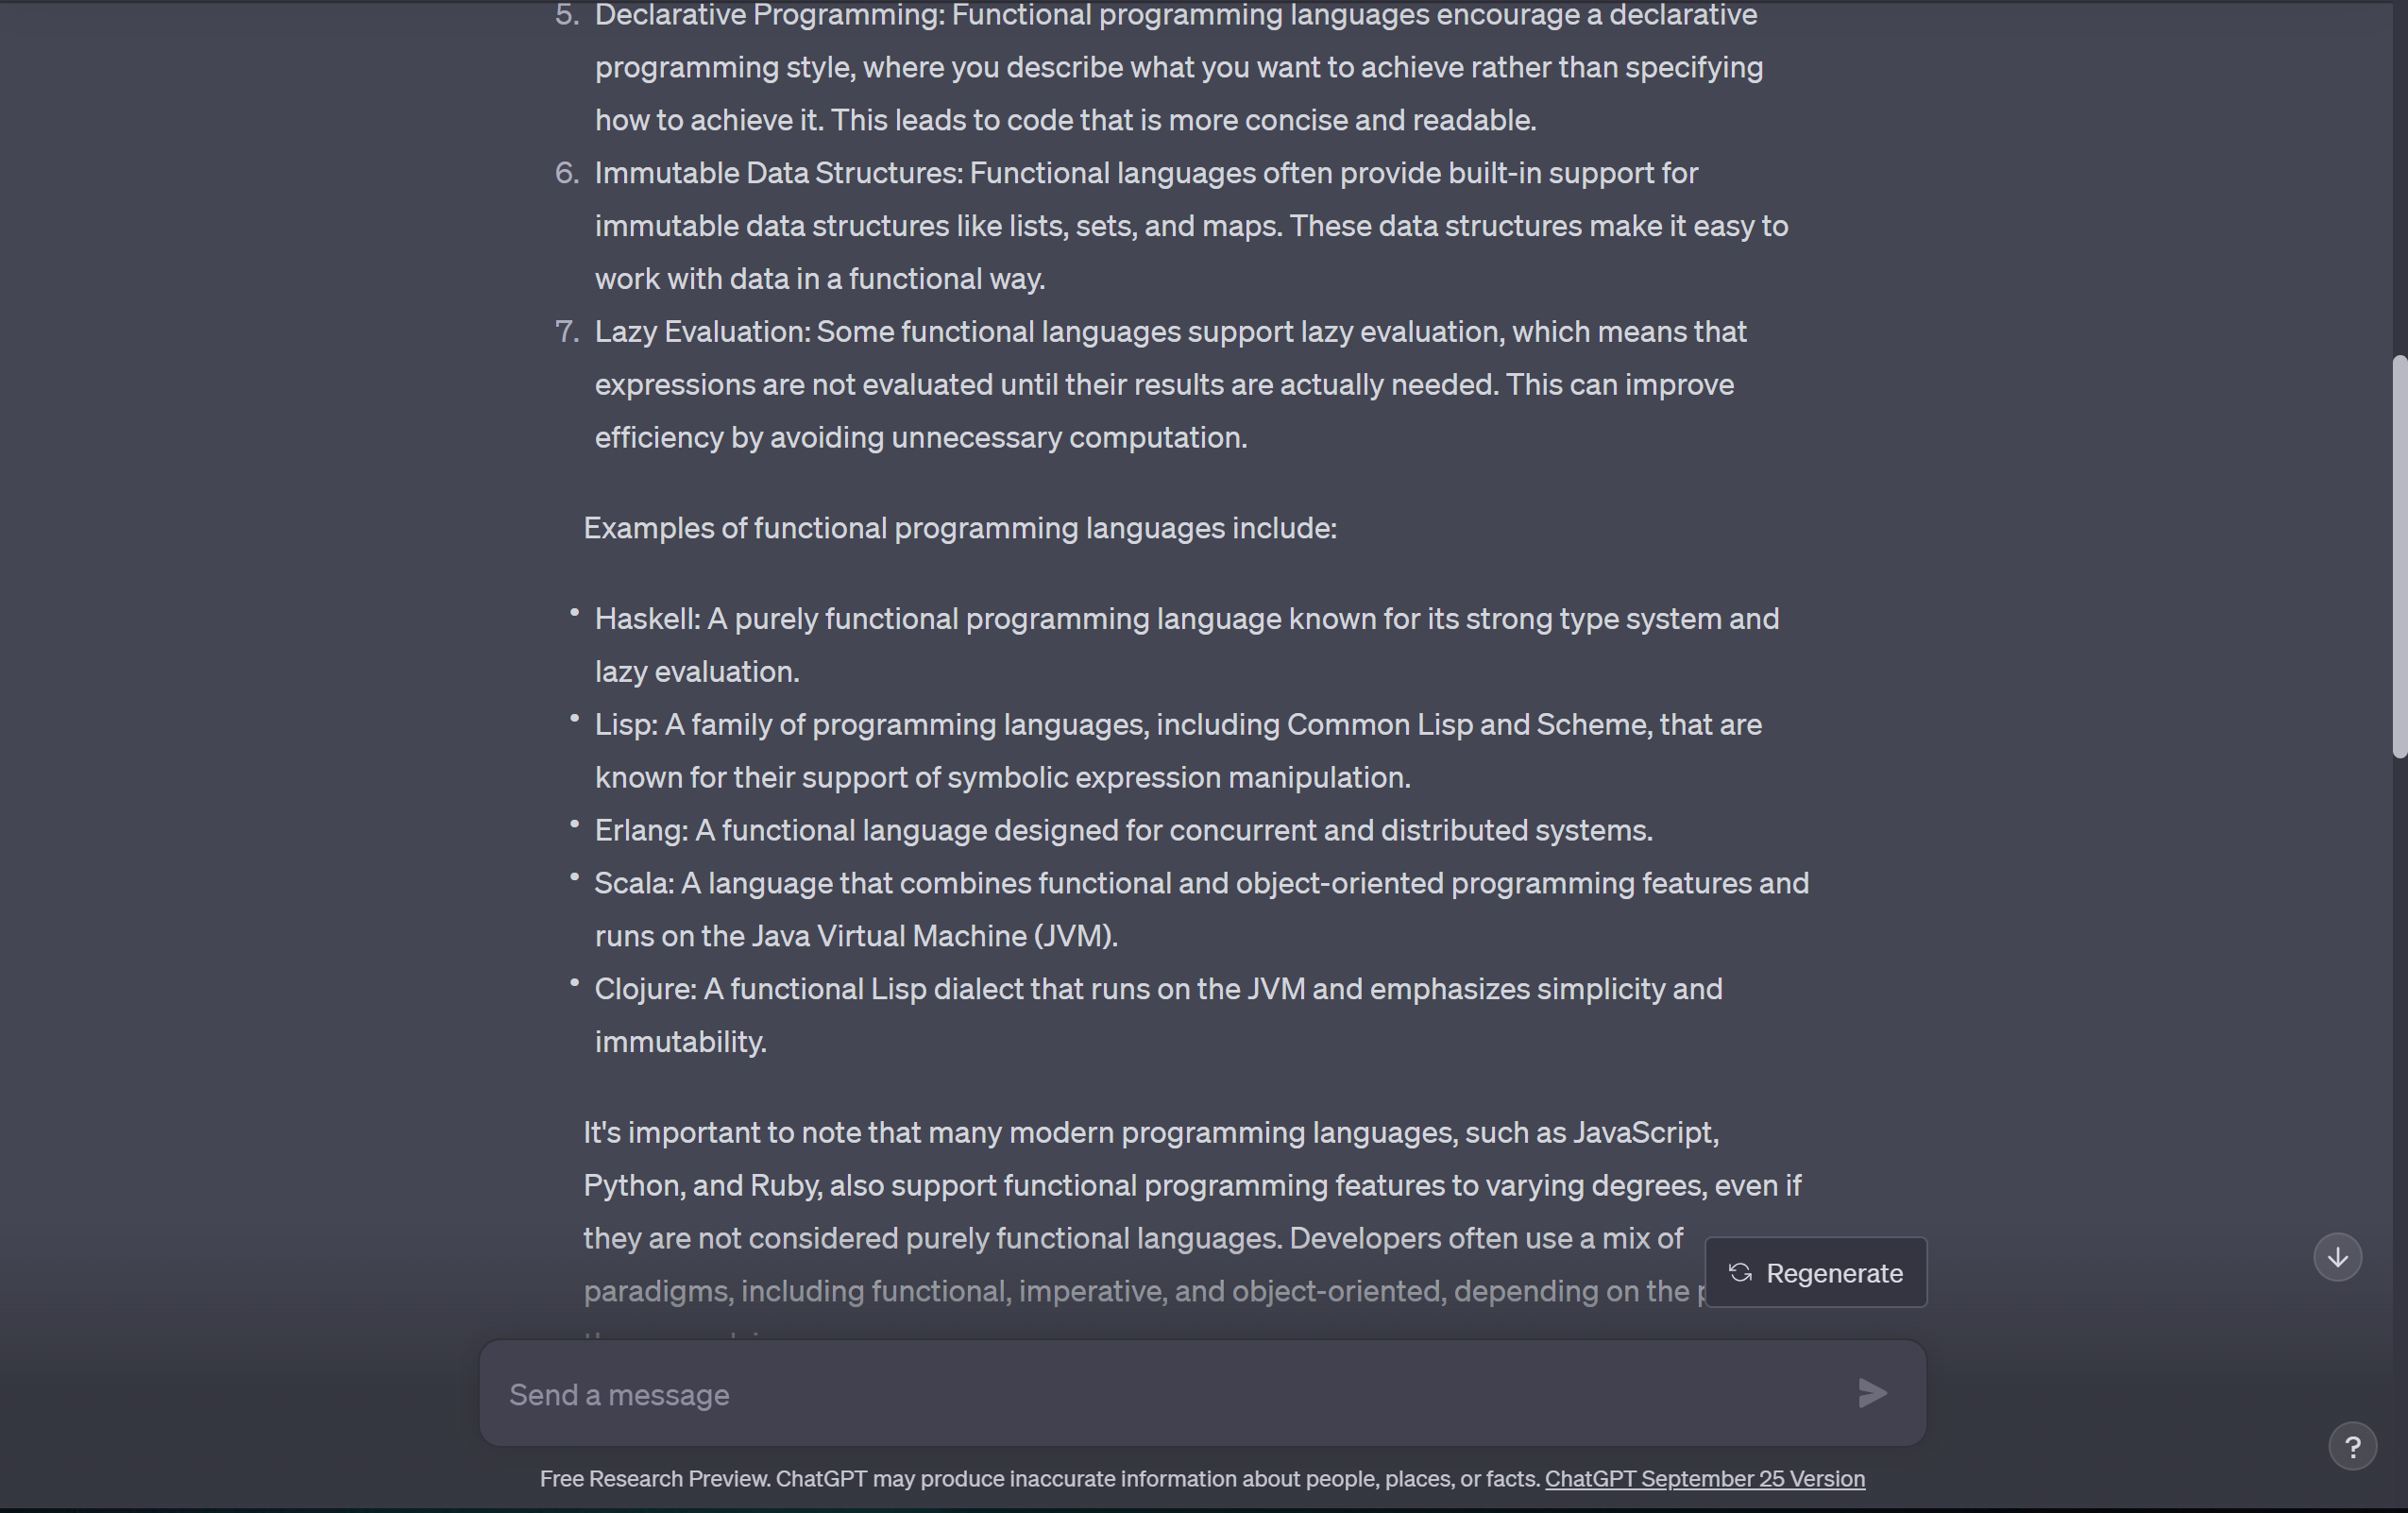 5. Declarative Programming: Functional programming languages encourage a declarative
programming style, where you describe what you want to achieve rather than specifying
how to achieve it. This leads to code that is more concise and readable.
6. Immutable Data Structures: Functional languages often provide built-in support for
immutable data structures like lists, sets, and maps. These data structures make it easy to
work with data in a functional way.
7. Lazy Evaluation: Some functional languages support lazy evaluation, which means that
expressions are not evaluated until their results are actually needed. This can improve
efficiency by avoiding unnecessary computation.
Examples of functional programming languages include:
• Haskell: A purely functional programming language known for its strong type system and
lazy evaluation.
• Lisp: A family of programming languages, including Common Lisp and Scheme, that are
known for their support of symbolic expression manipulation.
• Erlang: A functional language designed for concurrent and distributed systems.
• Scala: A language that combines functional and object-oriented programming features and
runs on the Java Virtual Machine (JVM).
• Clojure: A functional Lisp dialect that runs on the JVM and emphasizes simplicity and
immutability.
It's important to note that many modern programming languages, such as JavaScript,
Python, and Ruby, also support functional programming features to varying degrees, even if
they are not considered purely functional languages. Developers often use a mix of
paradigms, including functional, imperative, and object-oriented, depending on the
Regenerate
Send a message
?
Free Research Preview. ChatGPT may produce inaccurate information about people, places, or facts. ChatGPT September 25 Version